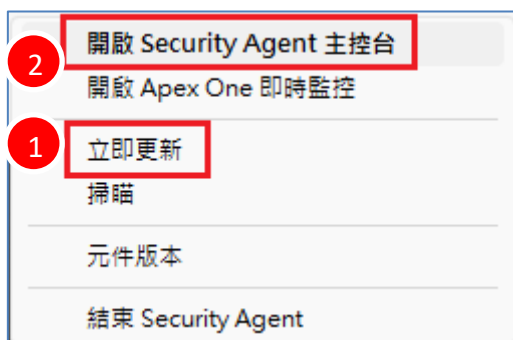 2
開啟 Security Agent 主控台
開啟 Apex One 即時監控
1
立即更新
掃瞄
元件版本
結束 Security Agent